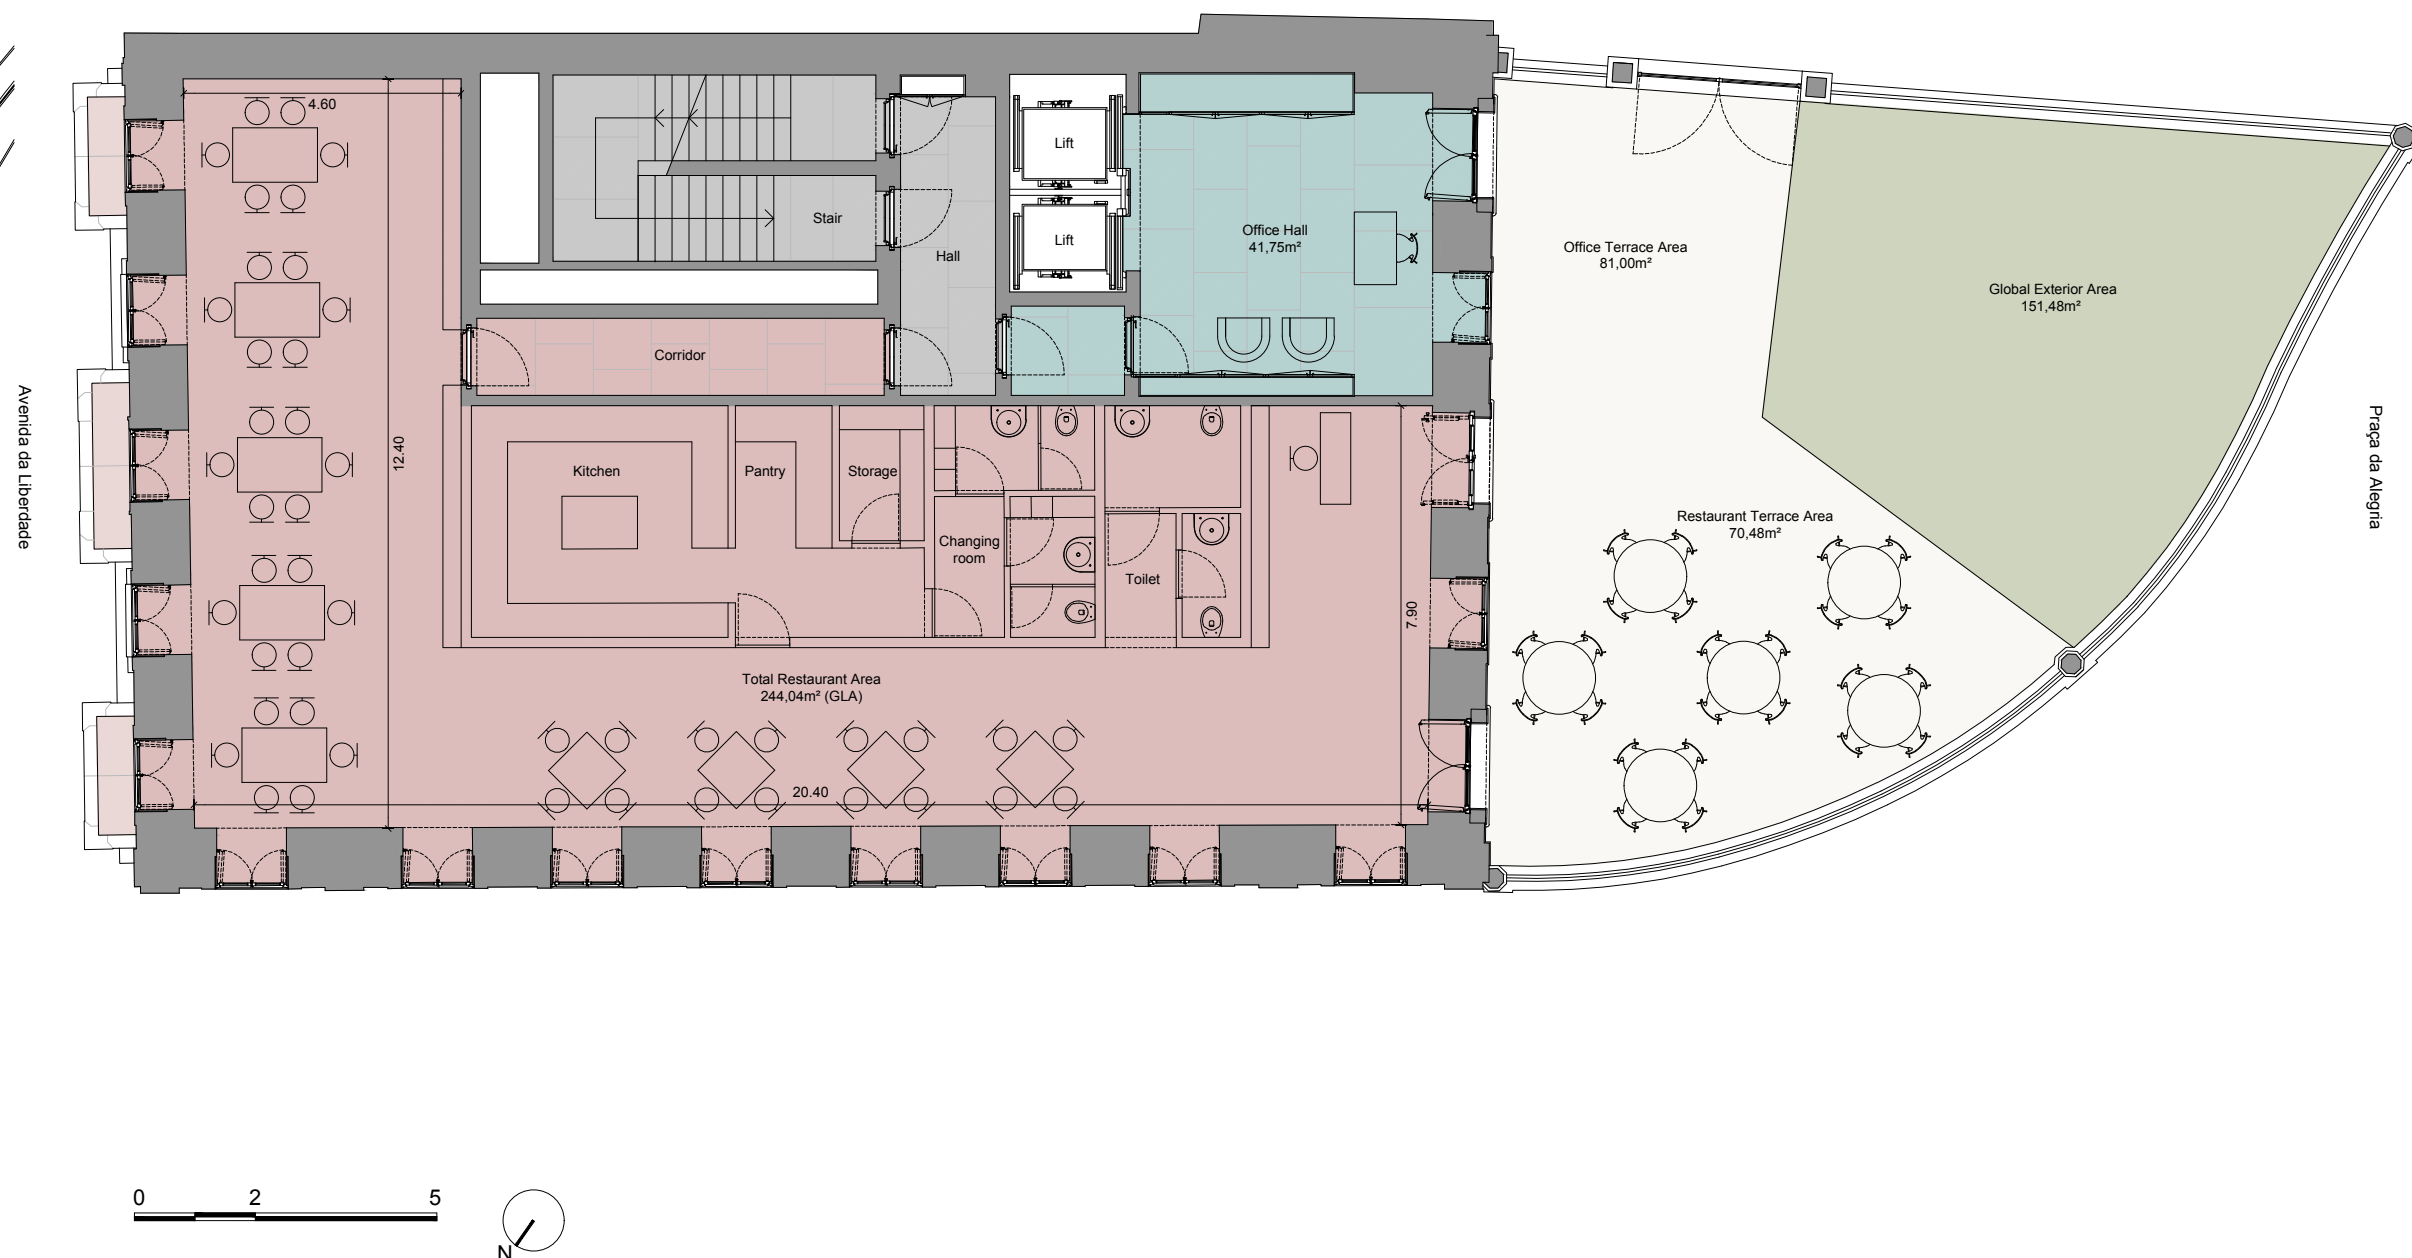 4.60
Lift
Stair
Lift
Office Hall
41,75m²
Hall
Office Terrace Area
81,00m²
Global Exterior Area
151,48m²
Corridor
Avenida da Liberdade
12.40
Praça da Alegria
Kitchen
Pantry
Storage
Changing
room
Toilet
Restaurant Terrace Area
70,48m²
7.90
Total Restaurant Area
244,04m² (GLA)
20.40
0 2 5
N